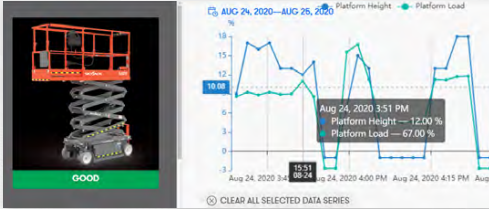 AUG 24, 2020—AUG 26, 2020
Platform Height
Platform Load
%
19
15
12
10.08
9
6
3
0
-3
Aug 24, 2020 3:51 PM
Platform Height — 12.00 %
Platform Load — 67.00 %
15:51
08-24
Aug 24, 2020 3:45
Aug 24, 2020 4:00 PM
Aug 24, 2020 4:15 PM
Aug
GOOD
CLEAR ALL SELECTED DATA SERIES